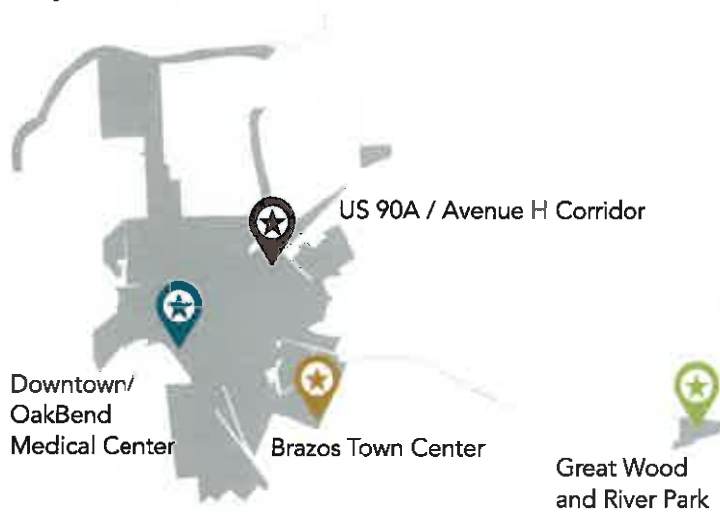 US 90A / Avenue H Corridor
Downtown/
OakBend
Medical Center
Brazos Town Center
Great Wood
and River Park